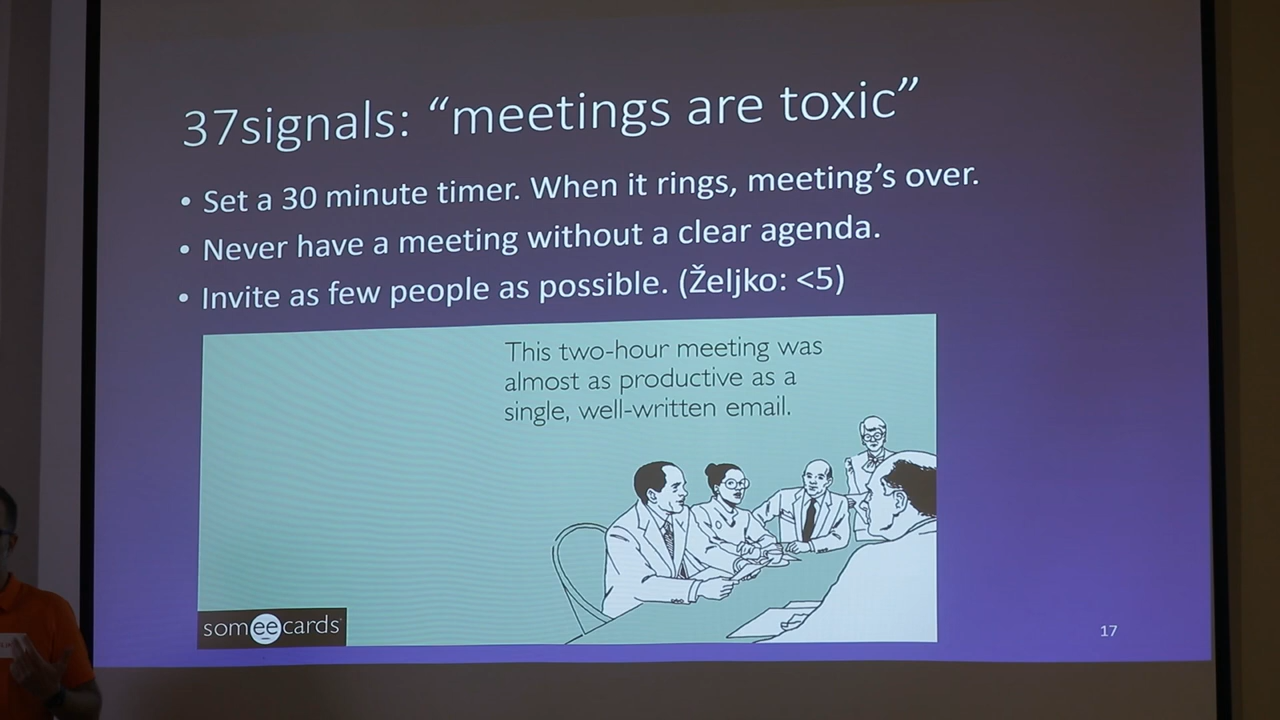 37signals: “meetings are toxic”
• Set a 30 minute timer. When it rings, meeting’s over.
• Never have a meeting without a clear agenda.
• Invite as few people as possible. (Željko: <5)
This two-hour meeting was
almost as productive as a
single, well-written email.
someecards
17